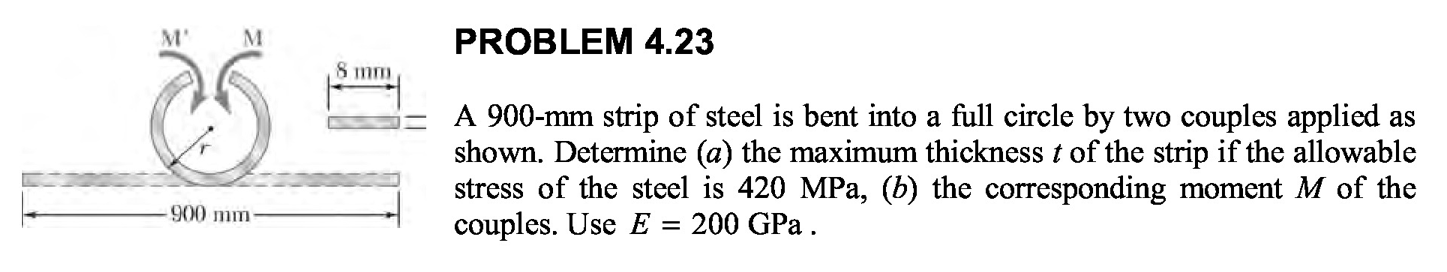 M' M
8 mm
r
900 mm
PROBLEM 4.23
A 900-mm strip of steel is bent into a full circle by two couples applied as
shown. Determine (a) the maximum thickness t of the strip if the allowable
stress of the steel is 420 MPa, (b) the corresponding moment M of the
couples. Use E = 200 GPa .